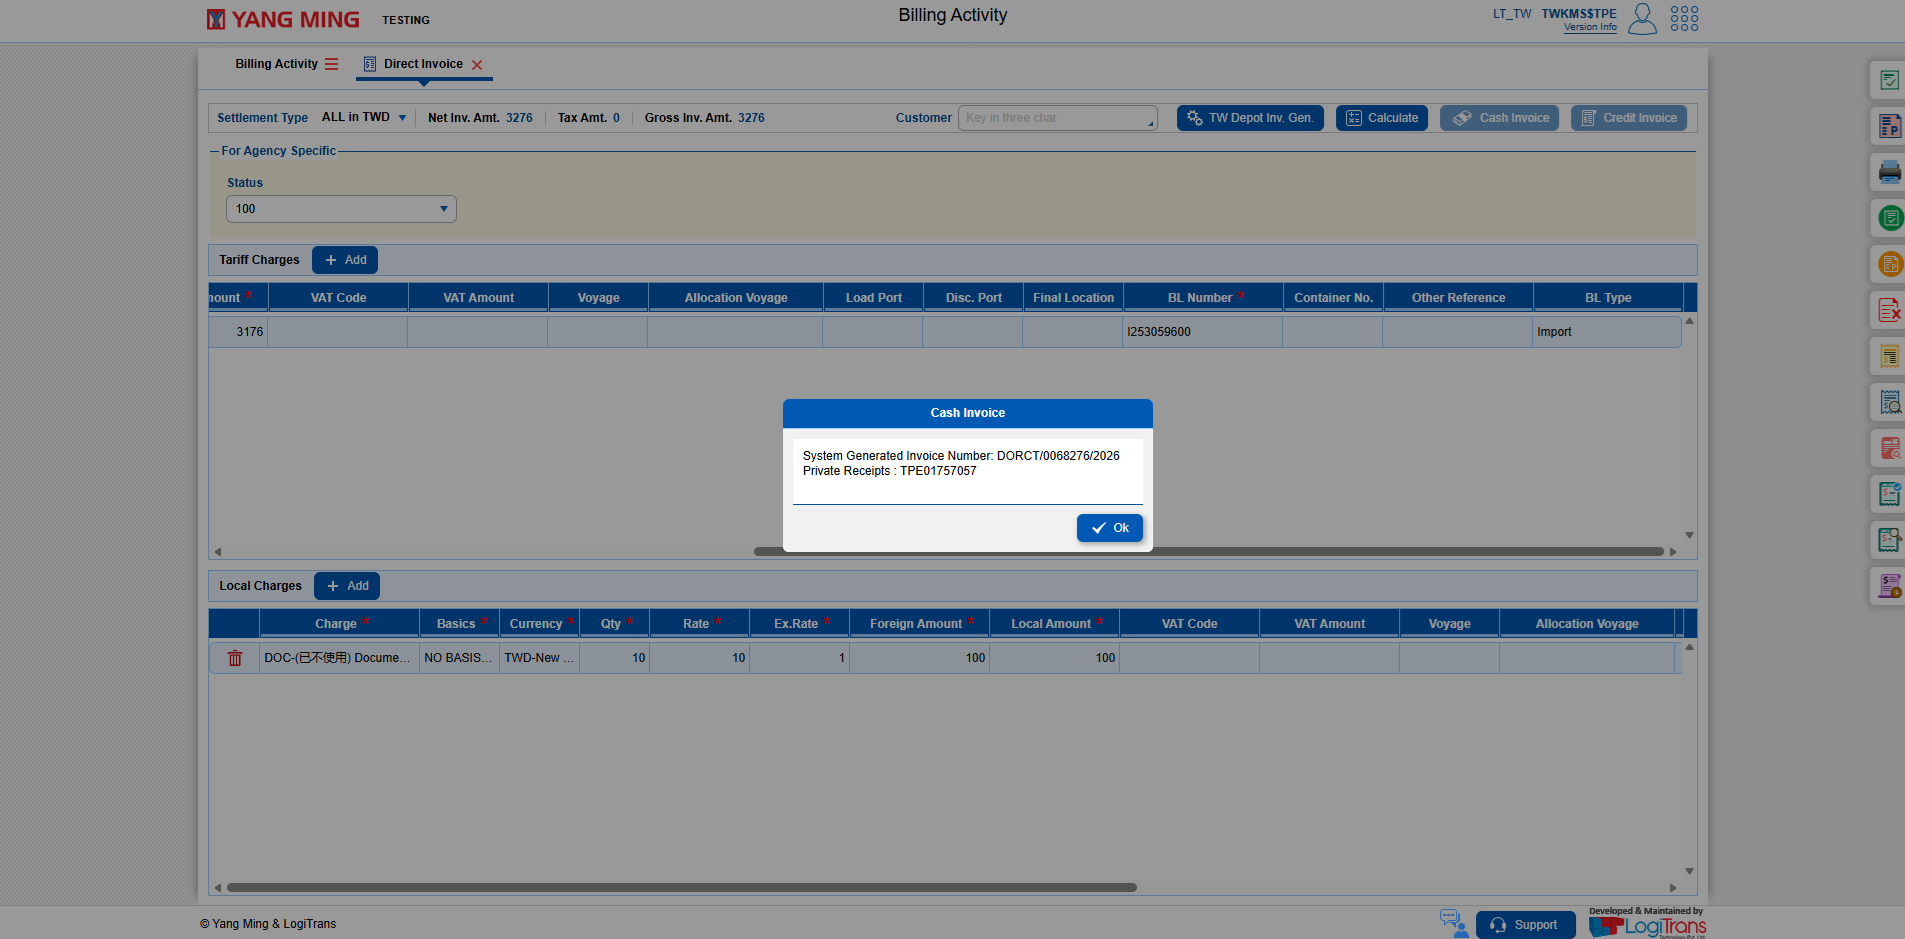 YANG MING TESTING
Billing Activity
LT_TW TWKMS$TPE
Version Info
Billing Activity
Direct Invoice
Settlement Type ALL in TWD Net Inv. Amt. 3276 Tax Amt. 0 Gross Inv. Amt. 3276 Customer Key in three char TW Depot Inv. Gen. Calculate Cash Invoice Credit Invoice
For Agency Specific
Status
100
Tariff Charges + Add
nount * VAT Code VAT Amount Voyage Allocation Voyage Load Port Disc. Port Final Location BL Number * Container No. Other Reference BL Type
3176 I253059600 Import
Cash Invoice
System Generated Invoice Number: DORCT/0068276/2026
Private Receipts : TPE01757057
Ok
Local Charges + Add
Charge * Basics * Currency * Qty * Rate * Ex.Rate * Foreign Amount * Local Amount * VAT Code VAT Amount Voyage Allocation Voyage
DOC-(已不使用) Docume... NO BASIS... TWD-New ... 10 10 1 100 100
© Yang Ming & LogiTrans
Support
Developed & Maintained by
LogiTrans
Technology Pvt. Ltd.